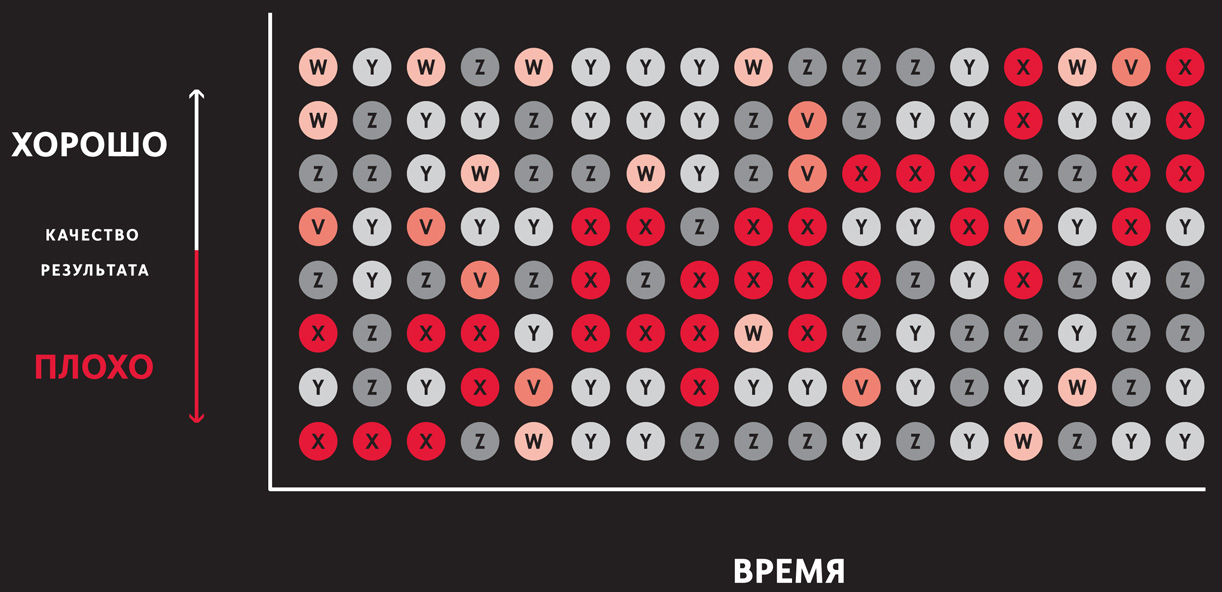 W Y W Z W Y Y Y W Z Z Z Y X W V X
W Z Y Y Z Y Y Y Z V Z Y Y X Y Y X
ХОРОШО
Z Z Y W Z Z W Y Z V X X X Z Z X X
V Y V Y Y X X Z X X Y Y X V Y X Y
КАЧЕСТВО
РЕЗУЛЬТАТА
Z Y Z V Z X Z X X X X Z Y X Z Y Z
X Z X X Y X X X W X Z Y Z Z Y Z Z
ПЛОХО
Y Z Y X V Y Y X Y Y V Y Z Y W Z Y
X X X Z W Y Y Z Z Z Y Z Y W Z Y Y
ВРЕМЯ